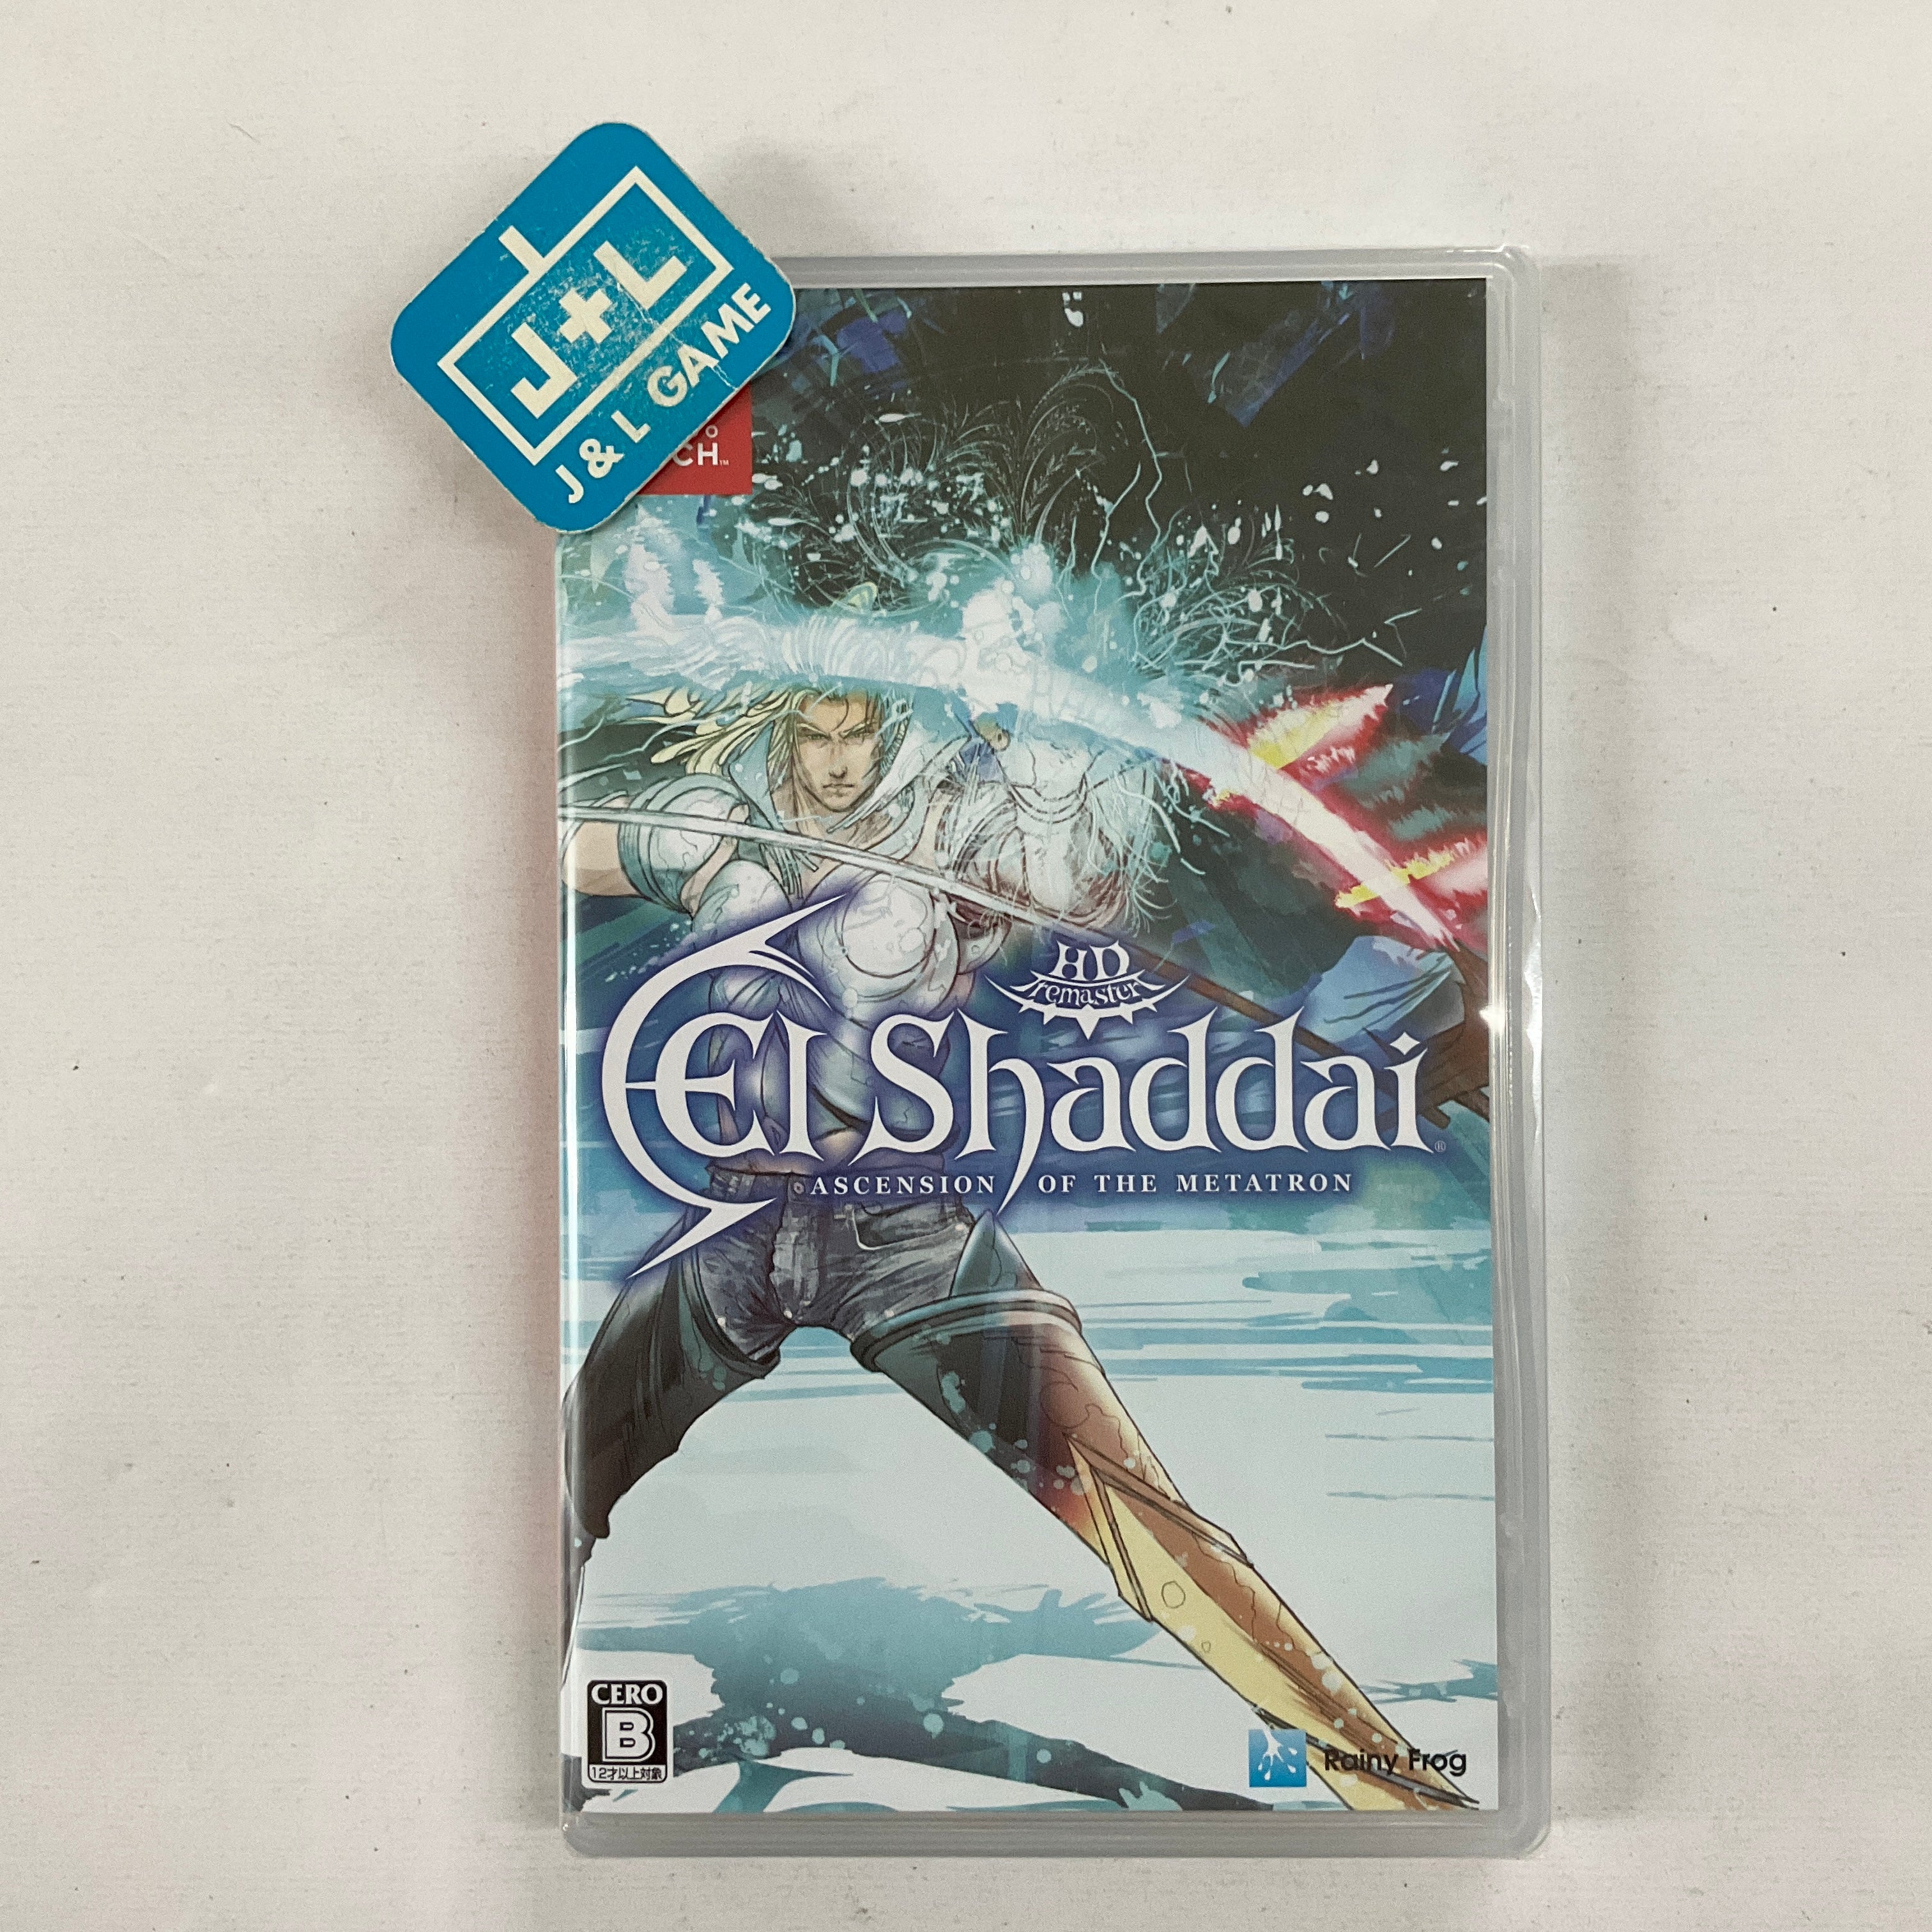 J+L
J & L GAME
CH™
HD
remaster
El Shaddai®
ASCENSION OF THE METATRON
CERO
B
12才以上対象
Rainy Frog